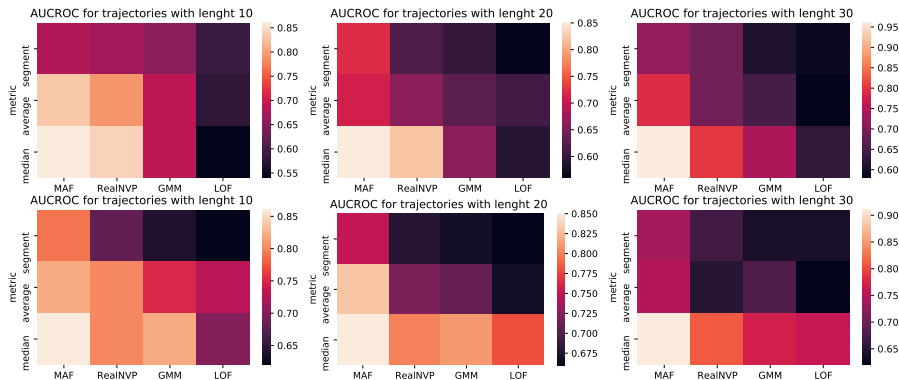 AUCROC for trajectories with lenght 10
metric
segment
average
median
MAF RealNVP GMM LOF
0.85
0.80
0.75
0.70
0.65
0.60
0.55
AUCROC for trajectories with lenght 20
metric
segment
average
median
MAF RealNVP GMM LOF
0.85
0.80
0.75
0.70
0.65
0.60
AUCROC for trajectories with lenght 30
metric
segment
average
median
MAF RealNVP GMM LOF
0.95
0.90
0.85
0.80
0.75
0.70
0.65
0.60
AUCROC for trajectories with lenght 10
metric
segment
average
median
MAF RealNVP GMM LOF
0.85
0.80
0.75
0.70
0.65
AUCROC for trajectories with lenght 20
metric
segment
average
median
MAF RealNVP GMM LOF
0.850
0.825
0.800
0.775
0.750
0.725
0.700
0.675
AUCROC for trajectories with lenght 30
metric
segment
average
median
MAF RealNVP GMM LOF
0.90
0.85
0.80
0.75
0.70
0.65